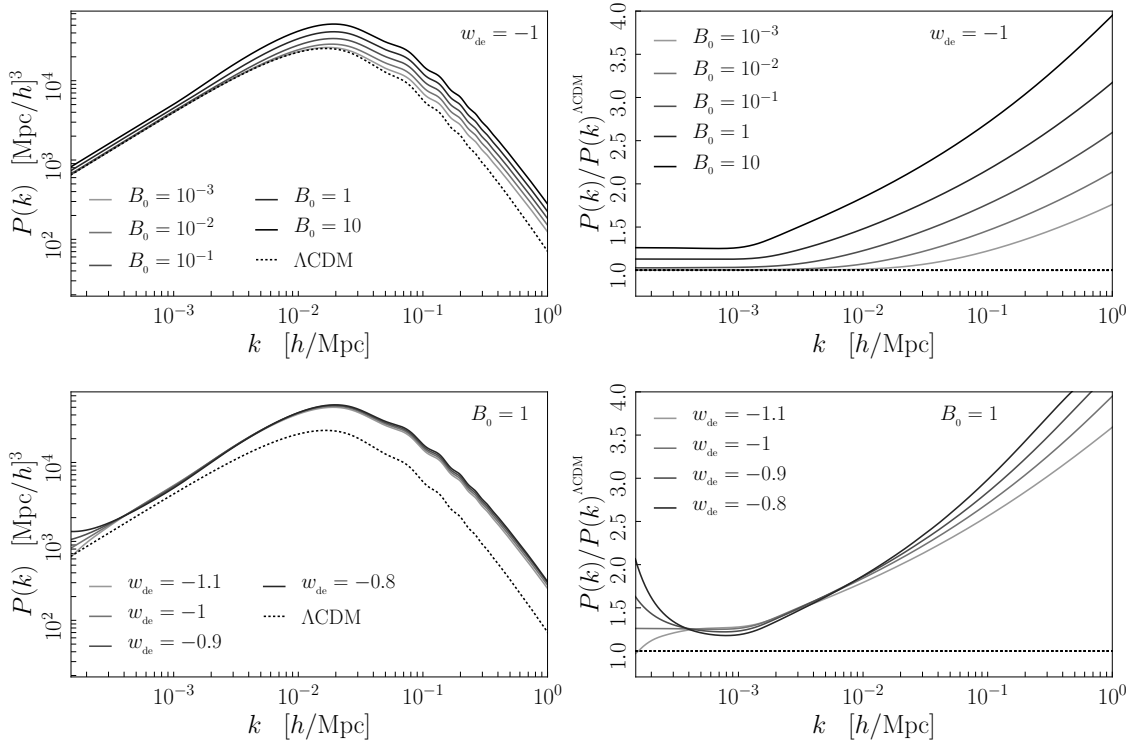 w_de = −1
P(k) [Mpc/h]^3
10^4
10^3
10^2
B_0 = 10^−3
B_0 = 10^−2
B_0 = 10^−1
B_0 = 1
B_0 = 10
ΛCDM
10^−3 10^−2 10^−1 10^0
k [h/Mpc]
P(k)/P(k)^ΛCDM
4.0
3.5
3.0
2.5
2.0
1.5
1.0
B_0 = 10^−3
B_0 = 10^−2
B_0 = 10^−1
B_0 = 1
B_0 = 10
w_de = −1
10^−3 10^−2 10^−1 10^0
k [h/Mpc]
B_0 = 1
P(k) [Mpc/h]^3
10^4
10^3
10^2
w_de = −1.1
w_de = −1
w_de = −0.9
w_de = −0.8
ΛCDM
10^−3 10^−2 10^−1 10^0
k [h/Mpc]
P(k)/P(k)^ΛCDM
4.0
3.5
3.0
2.5
2.0
1.5
1.0
w_de = −1.1
w_de = −1
w_de = −0.9
w_de = −0.8
B_0 = 1
10^−3 10^−2 10^−1 10^0
k [h/Mpc]